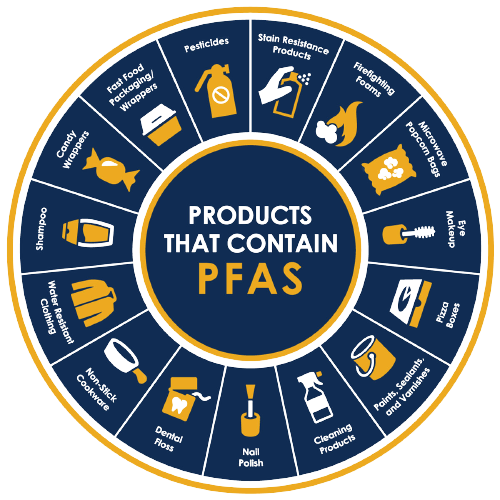 PRODUCTS
THAT CONTAIN
PFAS
Stain Resistance
Products
Firefighting
Foams
Microwave
Popcorn Bags
Eye
Makeup
Pizza
Boxes
Paints, Sealants,
and Varnishes
Cleaning
Products
Nail
Polish
Dental
Floss
Non-Stick
Cookware
Water Resistant
Clothing
Shampoo
Candy
Wrappers
Fast Food
Packaging/
Wrappers
Pesticides